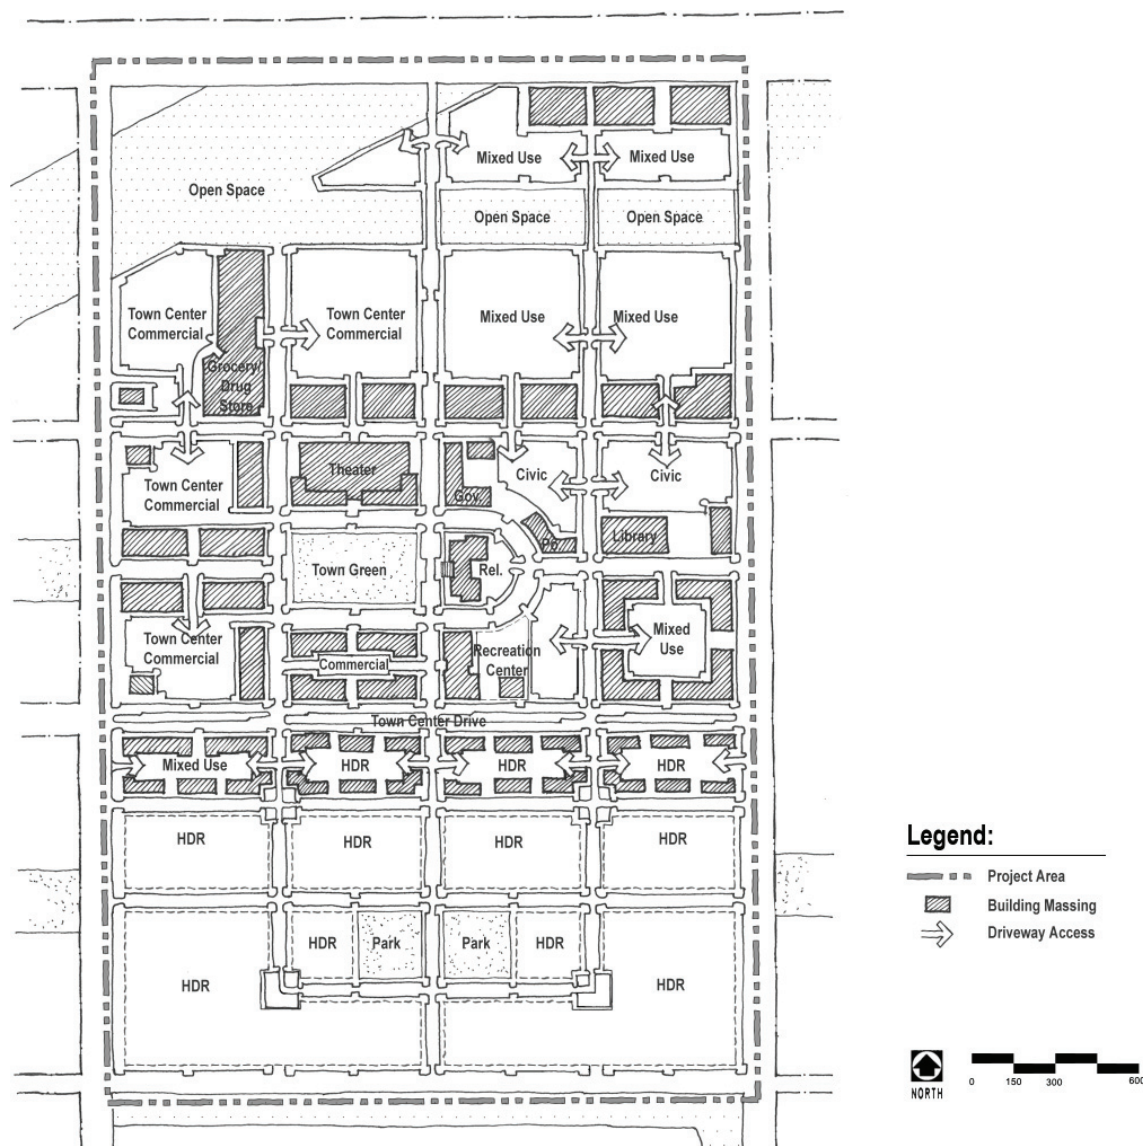 Mixed Use
Mixed Use
Open Space
Open Space
Open Space
Town Center
Commercial
Town Center
Commercial
Mixed Use
Mixed Use
Grocery/
Drug
Store
Town Center
Commercial
Theater
Gov.
Civic
Civic
PO
Library
Town Green
Rel.
Town Center
Commercial
Commercial
Recreation
Center
Mixed
Use
Town Center Drive
Mixed Use
HDR
HDR
HDR
HDR
HDR
HDR
HDR
HDR
Park
Park
HDR
HDR
HDR
Legend:
Project Area
Building Massing
Driveway Access
NORTH
0 150 300 600